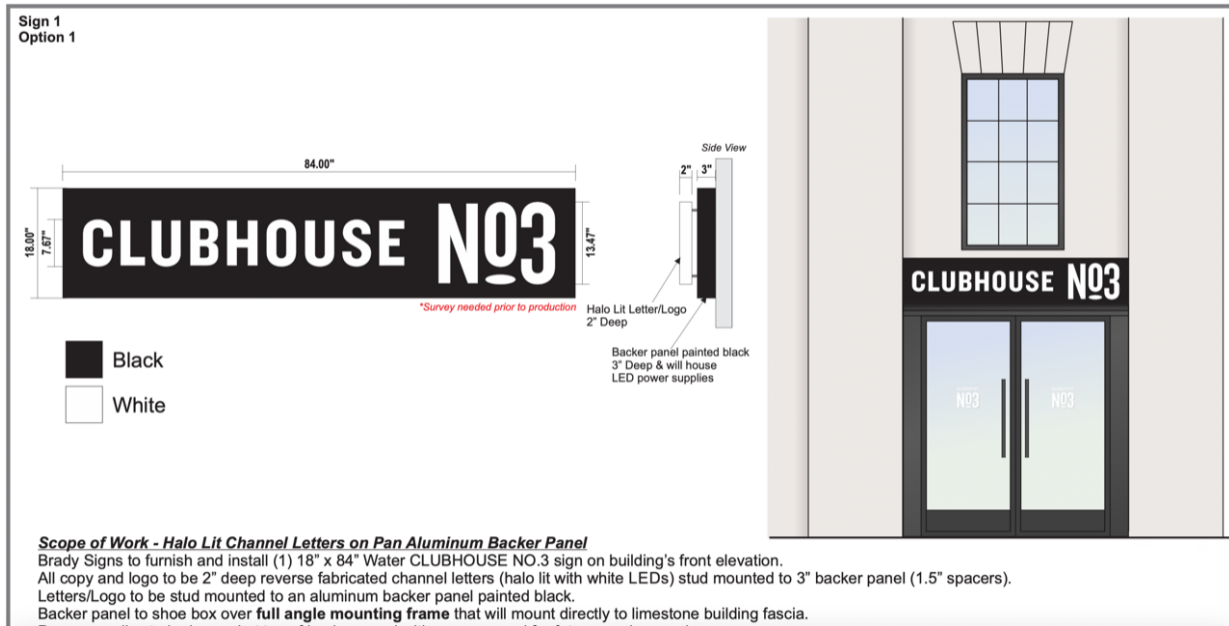 Sign 1
Option 1
84.00"
18.00"
7.67"
CLUBHOUSE NO3
13.47"
*Survey needed prior to production
Side View
2" 3"
Halo Lit Letter/Logo
2" Deep
Backer panel painted black
3" Deep & will house
LED power supplies
Black
White
CLUBHOUSE NO3
NO3
NO3
Scope of Work - Halo Lit Channel Letters on Pan Aluminum Backer Panel
Brady Signs to furnish and install (1) 18" x 84" Water CLUBHOUSE NO.3 sign on building's front elevation.
All copy and logo to be 2" deep reverse fabricated channel letters (halo lit with white LEDs) stud mounted to 3" backer panel (1.5" spacers).
Letters/Logo to be stud mounted to an aluminum backer panel painted black.
Backer panel to shoe box over full angle mounting frame that will mount directly to limestone building fascia.